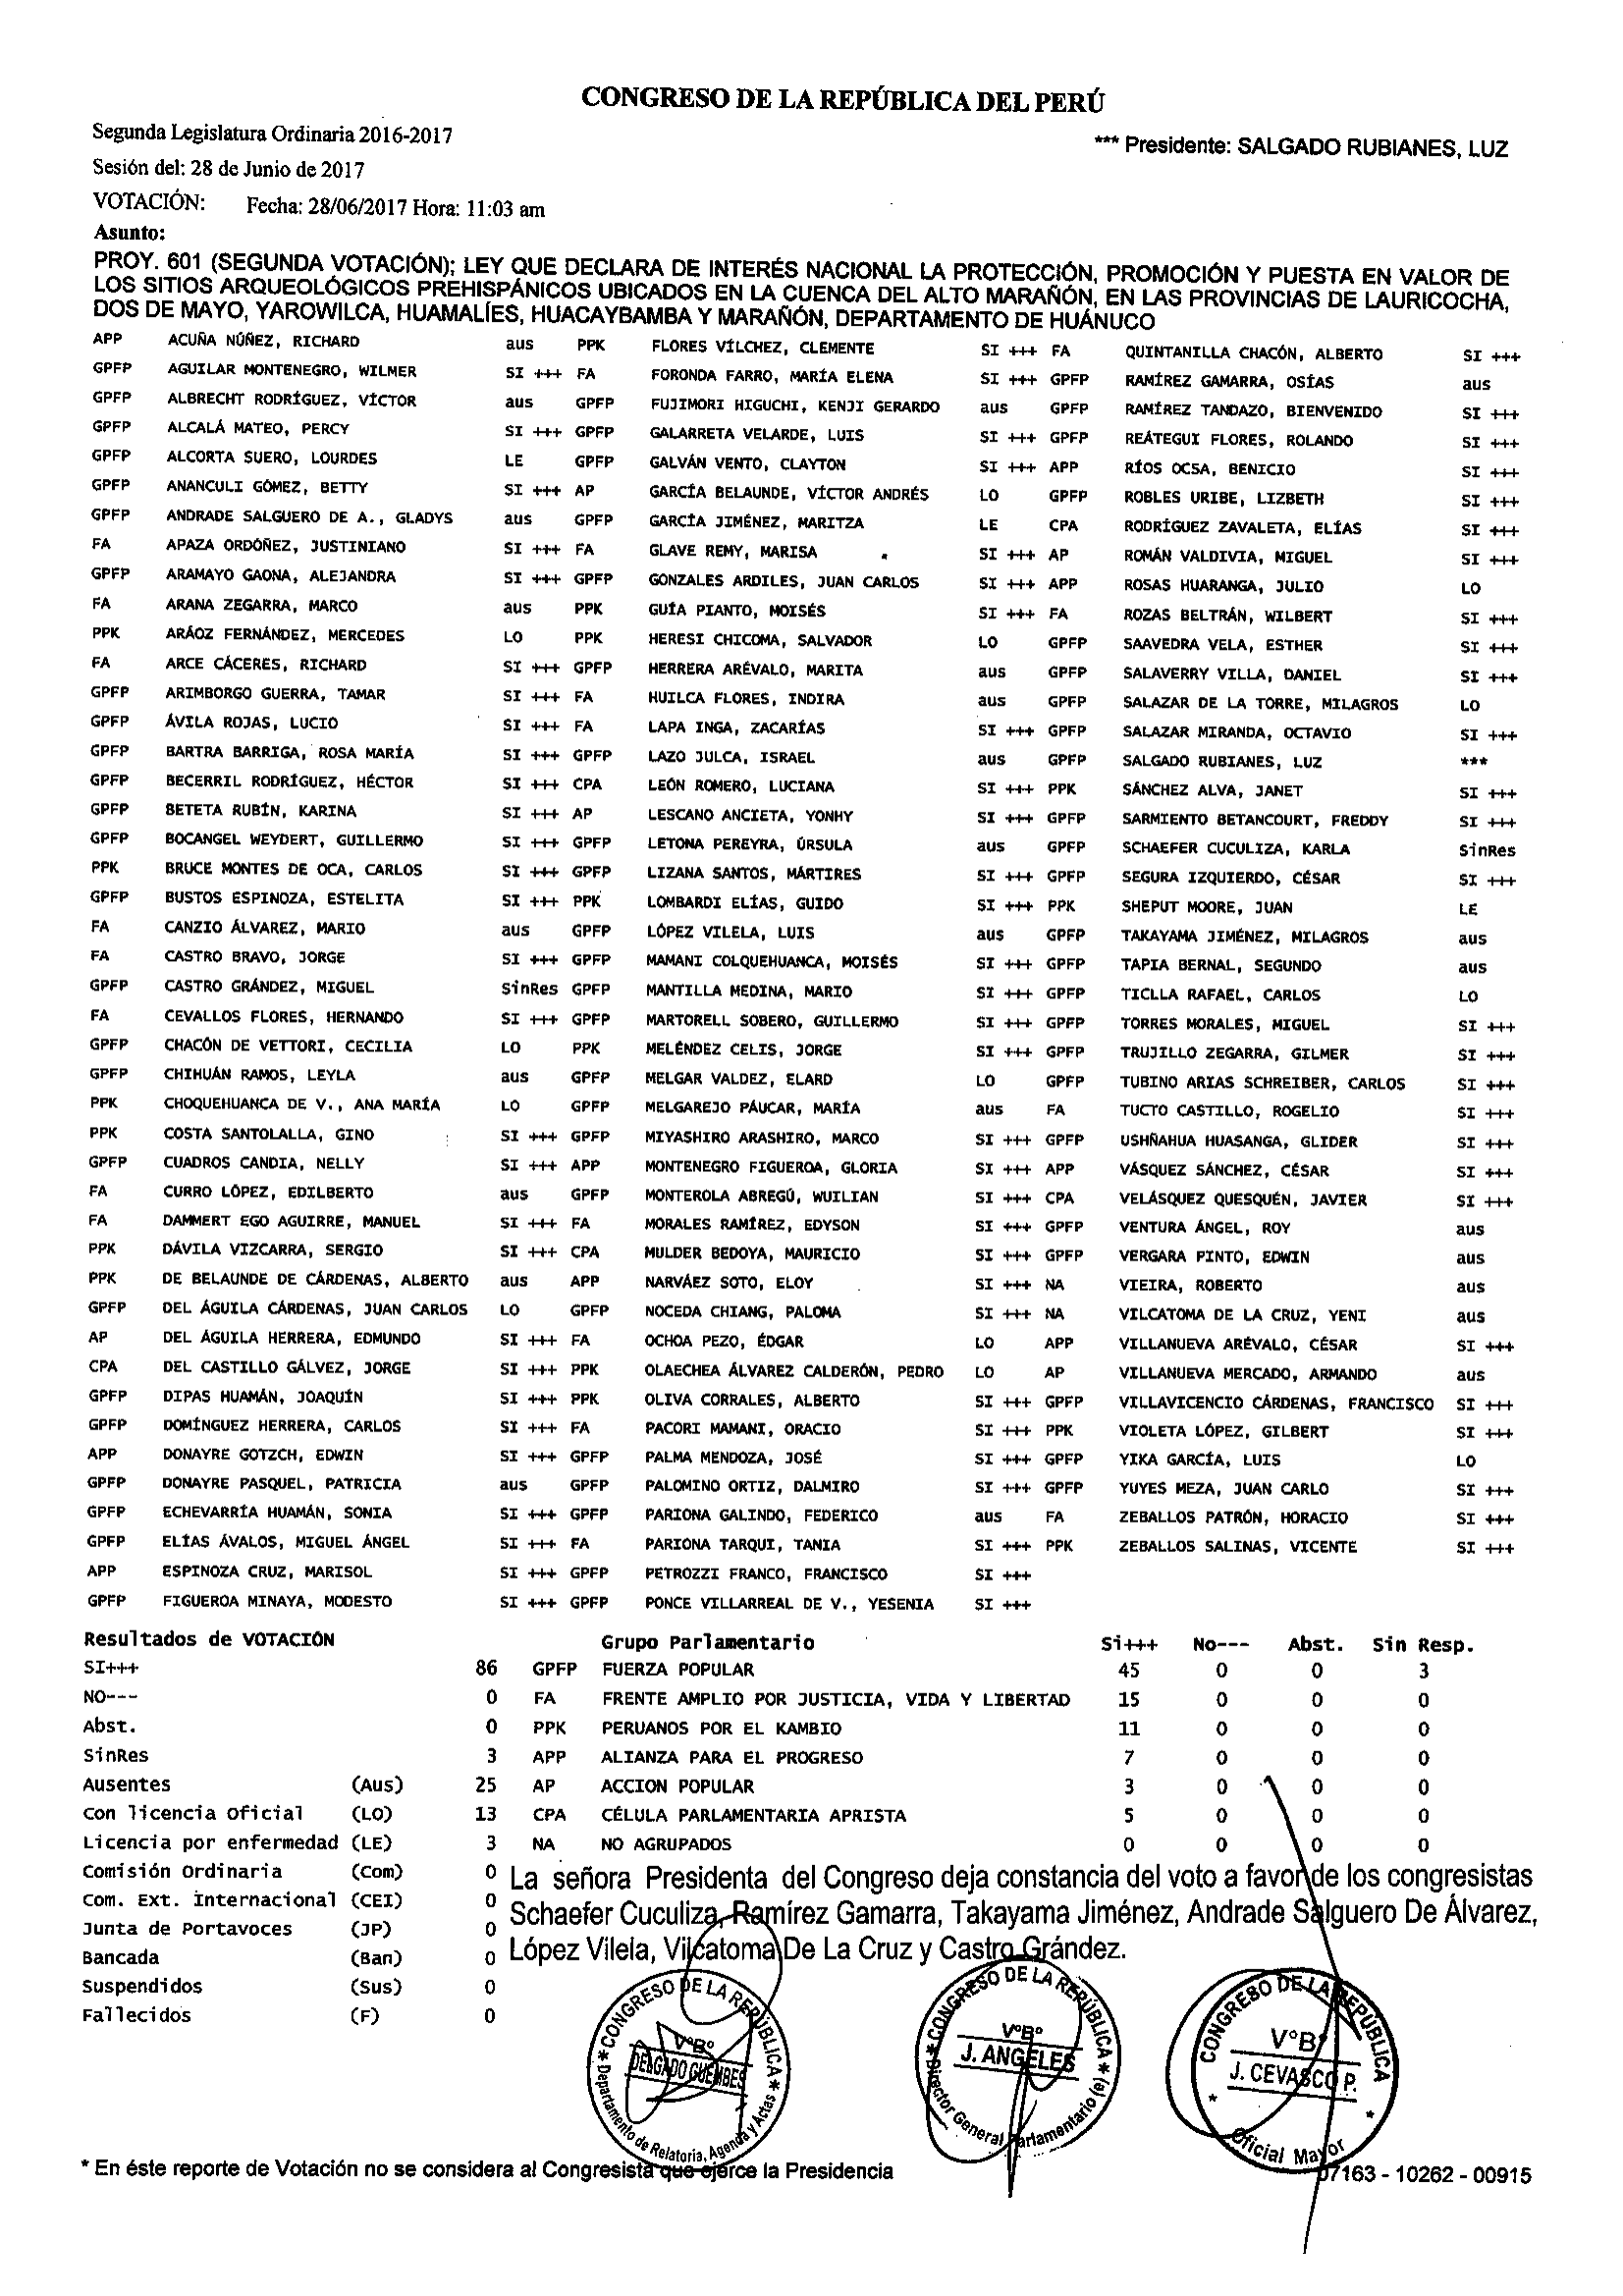 CONGRESO DE LA REPÚBLICA DEL PERÚ
Segunda Legislatura Ordinaria 2016-2017
*** Presidente: SALGADO RUBIANES, LUZ
Sesión del: 28 de Junio de 2017
VOTACIÓN: Fecha: 28/06/2017 Hora: 11:03 am
Asunto:
PROY. 601 (SEGUNDA VOTACIÓN); LEY QUE DECLARA DE INTERÉS NACIONAL LA PROTECCIÓN, PROMOCIÓN Y PUESTA EN VALOR DE
LOS SITIOS ARQUEOLÓGICOS PREHISPÁNICOS UBICADOS EN LA CUENCA DEL ALTO MARAÑÓN, EN LAS PROVINCIAS DE LAURICOCHA,
DOS DE MAYO, YAROWILCA, HUAMALÍES, HUACAYBAMBA Y MARAÑÓN, DEPARTAMENTO DE HUÁNUCO
APP ACUÑA NÚÑEZ, RICHARD aus PPK FLORES VÍLCHEZ, CLEMENTE SI +++ FA QUINTANILLA CHACÓN, ALBERTO SI +++
GPFP AGUILAR MONTENEGRO, WILMER SI +++ FA FORONDA FARRO, MARÍA ELENA SI +++ GPFP RAMÍREZ GAMARRA, OSÍAS aus
GPFP ALBRECHT RODRÍGUEZ, VÍCTOR aus GPFP FUJIMORI HIGUCHI, KENJI GERARDO aus GPFP RAMÍREZ TANDAZO, BIENVENIDO SI +++
GPFP ALCALÁ MATEO, PERCY SI +++ GPFP GALARRETA VELARDE, LUIS SI +++ GPFP REÁTEGUI FLORES, ROLANDO SI +++
GPFP ALCORTA SUERO, LOURDES LE GPFP GALVÁN VENTO, CLAYTON SI +++ APP RÍOS OCSA, BENICIO SI +++
GPFP ANANCULI GÓMEZ, BETTY SI +++ AP GARCÍA BELAUNDE, VÍCTOR ANDRÉS LO GPFP ROBLES URIBE, LIZBETH SI +++
GPFP ANDRADE SALGUERO DE A., GLADYS aus GPFP GARCÍA JIMÉNEZ, MARITZA LE CPA RODRÍGUEZ ZAVALETA, ELÍAS SI +++
FA APAZA ORDÓÑEZ, JUSTINIANO SI +++ FA GLAVE REMY, MARISA SI +++ AP ROMÁN VALDIVIA, MIGUEL SI +++
GPFP ARAMAYO GAONA, ALEJANDRA SI +++ GPFP GONZALES ARDILES, JUAN CARLOS SI +++ APP ROSAS HUARANGA, JULIO LO
FA ARANA ZEGARRA, MARCO aus PPK GUÍA PIANTO, MOISÉS SI +++ FA ROZAS BELTRÁN, WILBERT SI +++
PPK ARÁOZ FERNÁNDEZ, MERCEDES LO PPK HERESI CHICOMA, SALVADOR LO GPFP SAAVEDRA VELA, ESTHER SI +++
FA ARCE CÁCERES, RICHARD SI +++ GPFP HERRERA ARÉVALO, MARITA aus GPFP SALAVERRY VILLA, DANIEL SI +++
GPFP ARIMBORGO GUERRA, TAMAR SI +++ FA HUILCA FLORES, INDIRA aus GPFP SALAZAR DE LA TORRE, MILAGROS LO
GPFP ÁVILA ROJAS, LUCIO SI +++ FA LAPA INGA, ZACARÍAS SI +++ GPFP SALAZAR MIRANDA, OCTAVIO SI +++
GPFP BARTRA BARRIGA, ROSA MARÍA SI +++ GPFP LAZO JULCA, ISRAEL aus GPFP SALGADO RUBIANES, LUZ ***
GPFP BECERRIL RODRÍGUEZ, HÉCTOR SI +++ CPA LEÓN ROMERO, LUCIANA SI +++ PPK SÁNCHEZ ALVA, JANET SI +++
GPFP BETETA RUBÍN, KARINA SI +++ AP LESCANO ANCIETA, YONHY SI +++ GPFP SARMIENTO BETANCOURT, FREDDY SI +++
GPFP BOCANGEL WEYDERT, GUILLERMO SI +++ GPFP LETONA PEREYRA, ÚRSULA aus GPFP SCHAEFER CUCULIZA, KARLA SinRes
PPK BRUCE MONTES DE OCA, CARLOS SI +++ GPFP LIZANA SANTOS, MÁRTIRES SI +++ GPFP SEGURA IZQUIERDO, CÉSAR SI +++
GPFP BUSTOS ESPINOZA, ESTELITA SI +++ PPK LOMBARDI ELÍAS, GUIDO SI +++ PPK SHEPUT MOORE, JUAN LE
FA CANZIO ÁLVAREZ, MARIO aus GPFP LÓPEZ VILELA, LUIS aus GPFP TAKAYAMA JIMÉNEZ, MILAGROS aus
FA CASTRO BRAVO, JORGE SI +++ GPFP MAMANI COLQUEHUANCA, MOISÉS SI +++ GPFP TAPIA BERNAL, SEGUNDO aus
GPFP CASTRO GRÁNDEZ, MIGUEL SinRes GPFP MANTILLA MEDINA, MARIO SI +++ GPFP TICLLA RAFAEL, CARLOS LO
FA CEVALLOS FLORES, HERNANDO SI +++ GPFP MARTORELL SOBERO, GUILLERMO SI +++ GPFP TORRES MORALES, MIGUEL SI +++
GPFP CHACÓN DE VETTORI, CECILIA LO PPK MELÉNDEZ CELIS, JORGE SI +++ GPFP TRUJILLO ZEGARRA, GILMER SI +++
GPFP CHIHUÁN RAMOS, LEYLA aus GPFP MELGAR VALDEZ, ELARD LO GPFP TUBINO ARIAS SCHREIBER, CARLOS SI +++
PPK CHOQUEHUANCA DE V., ANA MARÍA LO GPFP MELGAREJO PÁUCAR, MARÍA aus FA TUCTO CASTILLO, ROGELIO SI +++
PPK COSTA SANTOLALLA, GINO SI +++ GPFP MIYASHIRO ARASHIRO, MARCO SI +++ GPFP USHÑAHUA HUASANGA, GLIDER SI +++
GPFP CUADROS CANDIA, NELLY SI +++ APP MONTENEGRO FIGUEROA, GLORIA SI +++ APP VÁSQUEZ SÁNCHEZ, CÉSAR SI +++
FA CURRO LÓPEZ, EDILBERTO aus GPFP MONTEROLA ABREGÚ, WUILIAN SI +++ CPA VELÁSQUEZ QUESQUÉN, JAVIER SI +++
FA DAMMERT EGO AGUIRRE, MANUEL SI +++ FA MORALES RAMÍREZ, EDYSON SI +++ GPFP VENTURA ÁNGEL, ROY aus
PPK DÁVILA VIZCARRA, SERGIO SI +++ CPA MULDER BEDOYA, MAURICIO SI +++ GPFP VERGARA PINTO, EDWIN aus
PPK DE BELAUNDE DE CÁRDENAS, ALBERTO aus APP NARVÁEZ SOTO, ELOY SI +++ NA VIEIRA, ROBERTO aus
GPFP DEL ÁGUILA CÁRDENAS, JUAN CARLOS LO GPFP NOCEDA CHIANG, PALOMA SI +++ NA VILCATOMA DE LA CRUZ, YENI aus
AP DEL ÁGUILA HERRERA, EDMUNDO SI +++ FA OCHOA PEZO, ÉDGAR LO APP VILLANUEVA ARÉVALO, CÉSAR SI +++
CPA DEL CASTILLO GÁLVEZ, JORGE SI +++ PPK OLAECHEA ÁLVAREZ CALDERÓN, PEDRO LO AP VILLANUEVA MERCADO, ARMANDO aus
GPFP DIPAS HUAMÁN, JOAQUÍN SI +++ PPK OLIVA CORRALES, ALBERTO SI +++ GPFP VILLAVICENCIO CÁRDENAS, FRANCISCO SI +++
GPFP DOMÍNGUEZ HERRERA, CARLOS SI +++ FA PACORI MAMANI, ORACIO SI +++ PPK VIOLETA LÓPEZ, GILBERT SI +++
APP DONAYRE GOTZCH, EDWIN SI +++ GPFP PALMA MENDOZA, JOSÉ SI +++ GPFP YIKA GARCÍA, LUIS LO
GPFP DONAYRE PASQUEL, PATRICIA aus GPFP PALOMINO ORTIZ, DALMIRO SI +++ GPFP YUYES MEZA, JUAN CARLO SI +++
GPFP ECHEVARRÍA HUAMÁN, SONIA SI +++ GPFP PARIONA GALINDO, FEDERICO aus FA ZEBALLOS PATRÓN, HORACIO SI +++
GPFP ELÍAS ÁVALOS, MIGUEL ÁNGEL SI +++ FA PARIONA TARQUI, TANIA SI +++ PPK ZEBALLOS SALINAS, VICENTE SI +++
APP ESPINOZA CRUZ, MARISOL SI +++ GPFP PETROZZI FRANCO, FRANCISCO SI +++
GPFP FIGUEROA MINAYA, MODESTO SI +++ GPFP PONCE VILLARREAL DE V., YESENIA SI +++
Resultados de VOTACIÓN Grupo Parlamentario Si+++ No--- Abst. Sin Resp.
SI+++ 86 GPFP FUERZA POPULAR 45 0 0 3
NO--- 0 FA FRENTE AMPLIO POR JUSTICIA, VIDA Y LIBERTAD 15 0 0 0
Abst. 0 PPK PERUANOS POR EL KAMBIO 11 0 0 0
SinRes 3 APP ALIANZA PARA EL PROGRESO 7 0 0 0
Ausentes (Aus) 25 AP ACCION POPULAR 3 0 0 0
Con licencia Oficial (LO) 13 CPA CÉLULA PARLAMENTARIA APRISTA 5 0 0 0
Licencia por enfermedad (LE) 3 NA NO AGRUPADOS 0 0 0 0
Comisión Ordinaria (Com) 0
Com. Ext. Internacional (CEI) 0
Junta de Portavoces (JP) 0
Bancada (Ban) 0
Suspendidos (Sus) 0
Fallecidos (F) 0
La señora Presidenta del Congreso deja constancia del voto a favor de los congresistas
Schaefer Cuculiza, Ramírez Gamarra, Takayama Jiménez, Andrade Salguero De Álvarez,
López Vilela, Vilcatoma De La Cruz y Castro Grández.
* CONGRESO DE LA REPÚBLICA *
V°B°
DELGADO GUEMBES
Departamento de Relatoria, Agenda y Actas
* CONGRESO DE LA REPÚBLICA *
V°B°
J. ANGELES
Director General Parlamentario (e)
CONGRESO DE LA REPÚBLICA
V°B°
J. CEVASCO P.
* Oficial Mayor *
* En éste reporte de Votación no se considera al Congresista que ejerce la Presidencia
07163 - 10262 - 00915